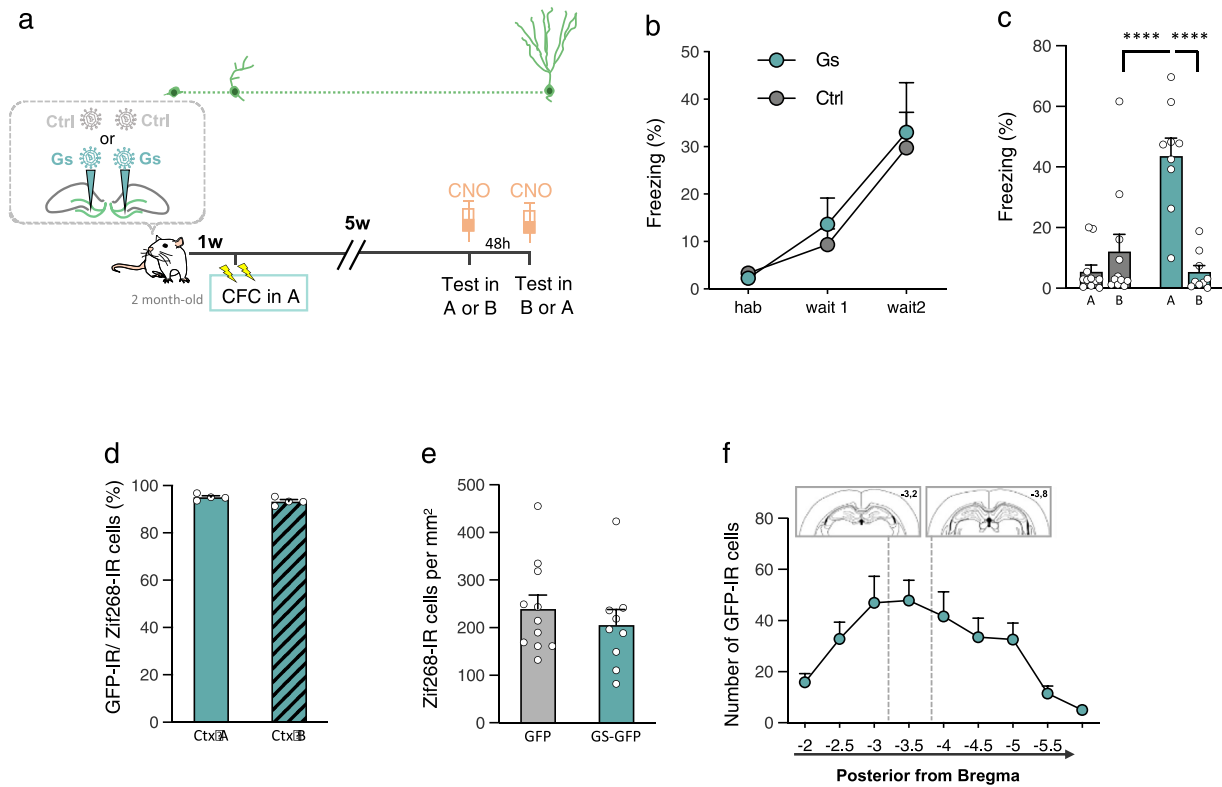 a
Ctrl Ctrl
or
Gs Gs
2 month-old
1w
CFC in A
5w
CNO CNO
48h
Test in
A or B
Test in
B or A
b
Freezing (%)
50
40
30
20
10
0
Gs
Ctrl
hab wait 1 wait2
c
Freezing (%)
80
60
40
20
0
**** ****
A B A B
d
GFP-IR/ Zif268-IR cells (%)
100
80
60
40
20
0
Ctx A Ctx B
e
Zif268-IR cells per mm²
500
400
300
200
100
0
GFP GS-GFP
f
-3,2 -3,8
Number of GFP-IR cells
80
60
40
20
0
-2 -2.5 -3 -3.5 -4 -4.5 -5 -5.5
Posterior from Bregma